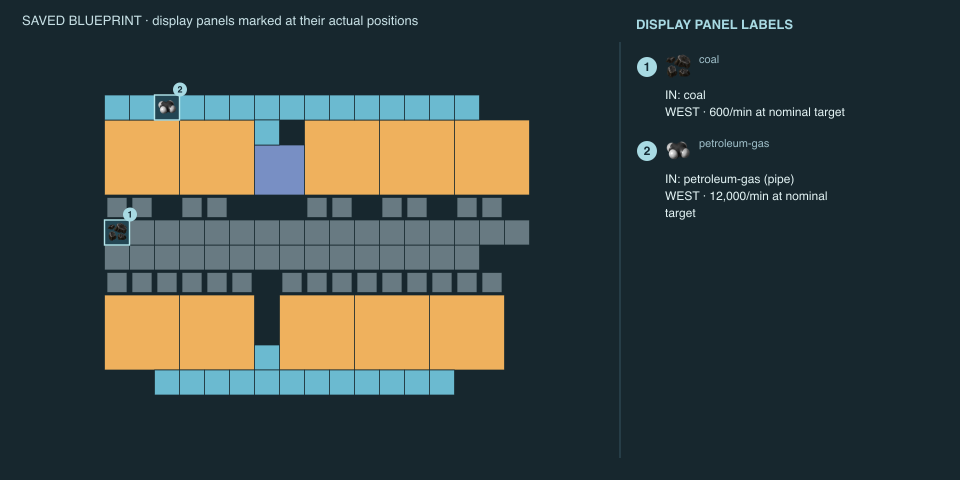 SAVED BLUEPRINT · display panels marked at their actual positions
DISPLAY PANEL LABELS
1 coal
IN: coal
WEST · 600/min at nominal target
2 petroleum-gas
IN: petroleum-gas (pipe)
WEST · 12,000/min at nominal
target
2
1